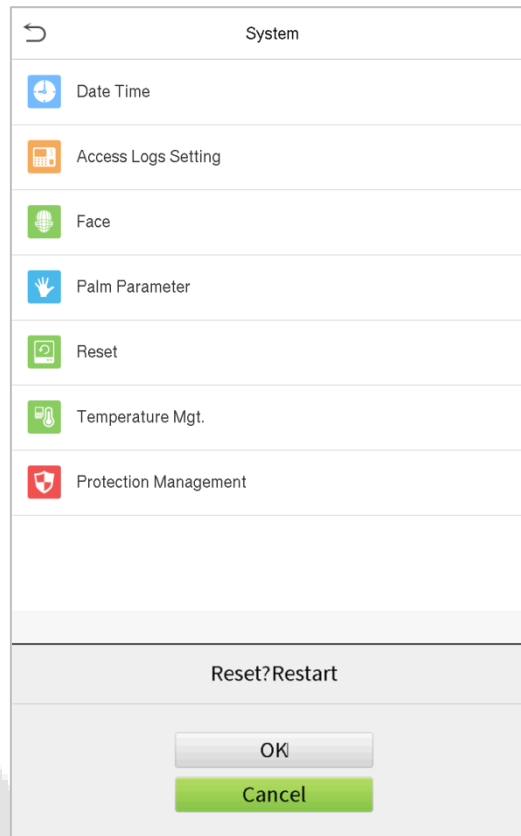 System
Date Time
Access Logs Setting
Face
Palm Parameter
Reset
Temperature Mgt.
Protection Management
Reset?Restart
OK
Cancel